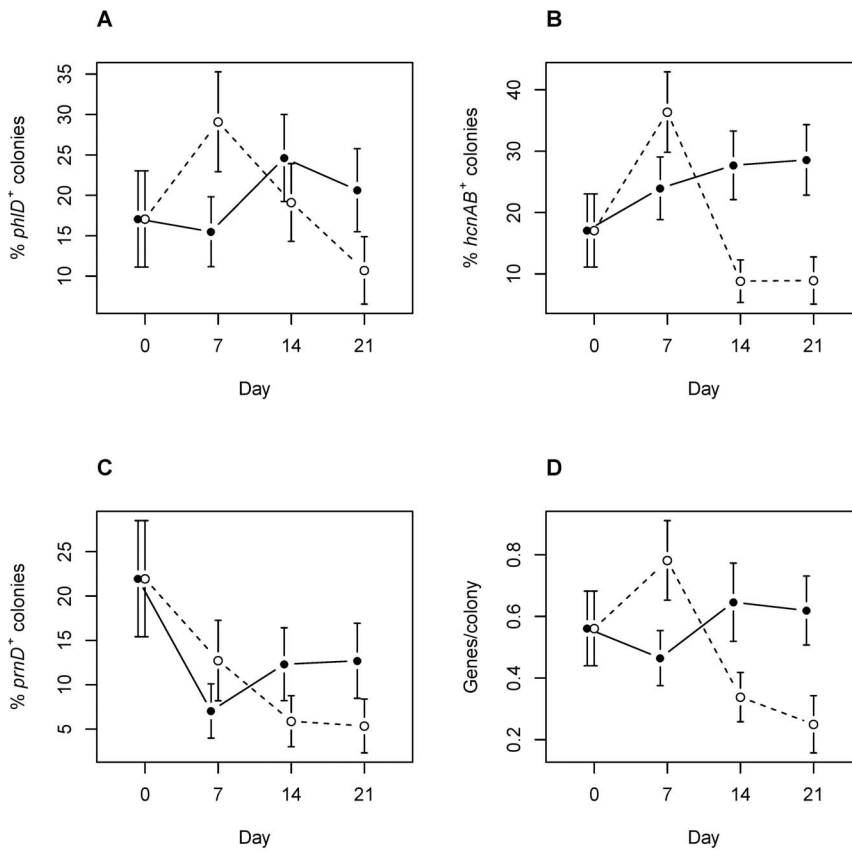 A
% phlD+ colonies
35
30
25
20
15
10
0 7 14 21
Day
B
% hcnAB+ colonies
40
30
20
10
0 7 14 21
Day
C
% prnD+ colonies
25
20
15
10
5
0 7 14 21
Day
D
Genes/colony
0.8
0.6
0.4
0.2
0 7 14 21
Day